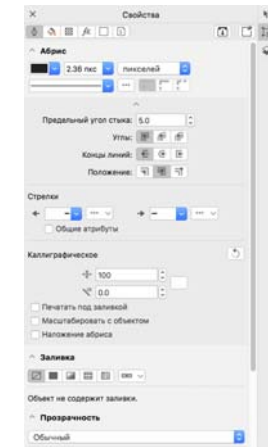 Свойства
Абрис
2.36 пкс пикселей
Предельный угол стыка: 5.0
Углы:
Концы линий:
Положение:
Стрелки
Общие атрибуты
Каллиграфическое
100
0.0
Печатать под заливкой
Масштабировать с объектом
Наложение абриса
Заливка
Объект не содержит заливки.
Прозрачность
Обычный